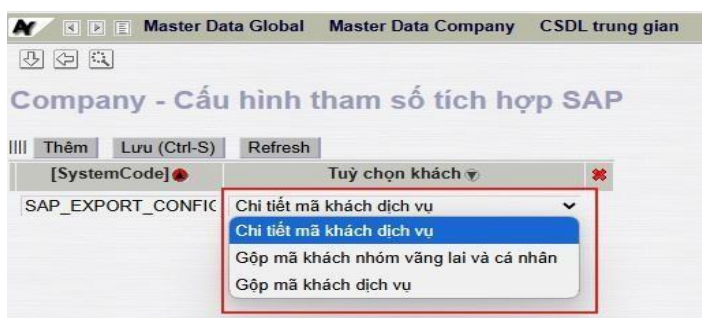 Master Data Global Master Data Company CSDL trung gian
Company - Cấu hình tham số tích hợp SAP
Thêm Lưu (Ctrl-S) Refresh
[SystemCode] Tuỳ chọn khách
SAP_EXPORT_CONFIG Chi tiết mã khách dịch vụ
Chi tiết mã khách dịch vụ
Gộp mã khách nhóm vãng lai và cá nhân
Gộp mã khách dịch vụ